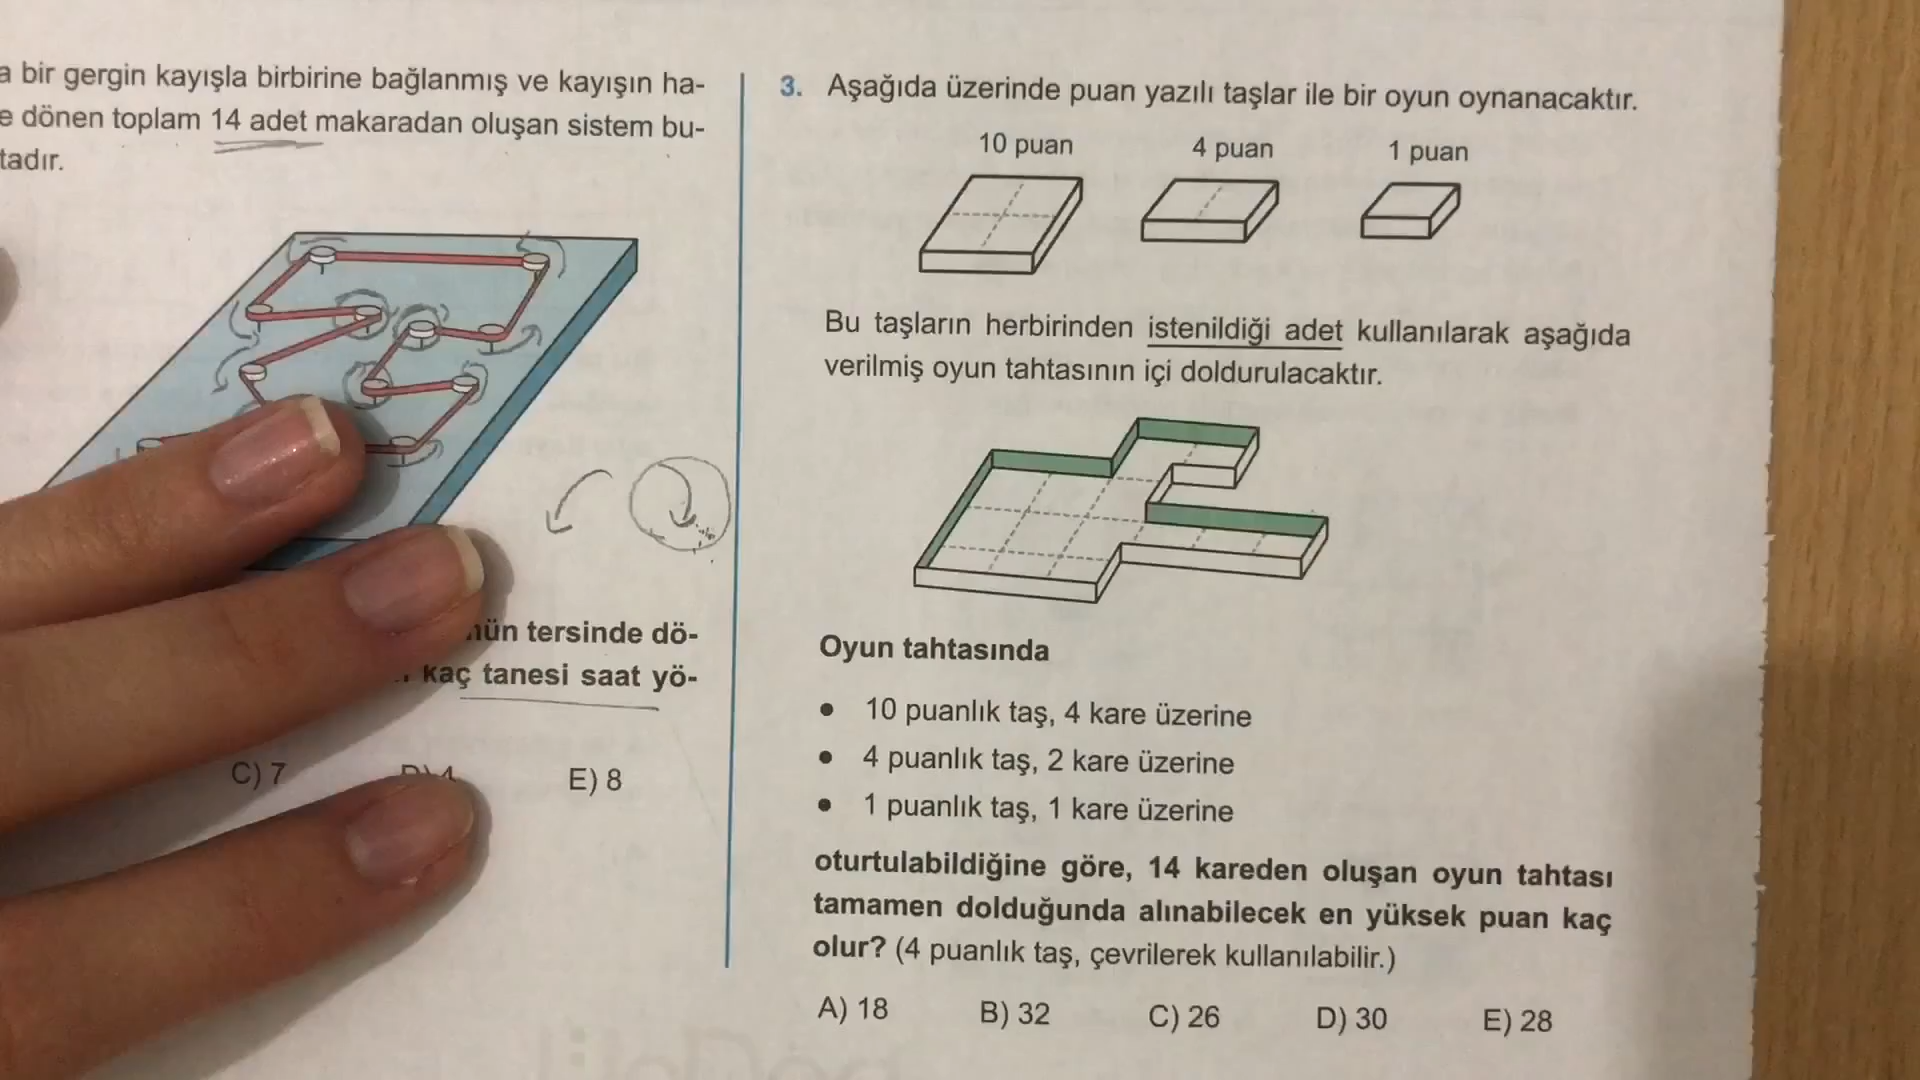 a bir gergin kayışla birbirine bağlanmış ve kayışın ha-
e dönen toplam 14 adet makaradan oluşan sistem bu-
tadır.
nün tersinde dö-
kaç tanesi saat yö-
C) 7
E) 8
3. Aşağıda üzerinde puan yazılı taşlar ile bir oyun oynanacaktır.
10 puan 4 puan 1 puan
Bu taşların herbirinden istenildiği adet kullanılarak aşağıda
verilmiş oyun tahtasının içi doldurulacaktır.
Oyun tahtasında
• 10 puanlık taş, 4 kare üzerine
• 4 puanlık taş, 2 kare üzerine
• 1 puanlık taş, 1 kare üzerine
oturtulabildiğine göre, 14 kareden oluşan oyun tahtası
tamamen dolduğunda alınabilecek en yüksek puan kaç
olur? (4 puanlık taş, çevrilerek kullanılabilir.)
A) 18 B) 32 C) 26 D) 30 E) 28